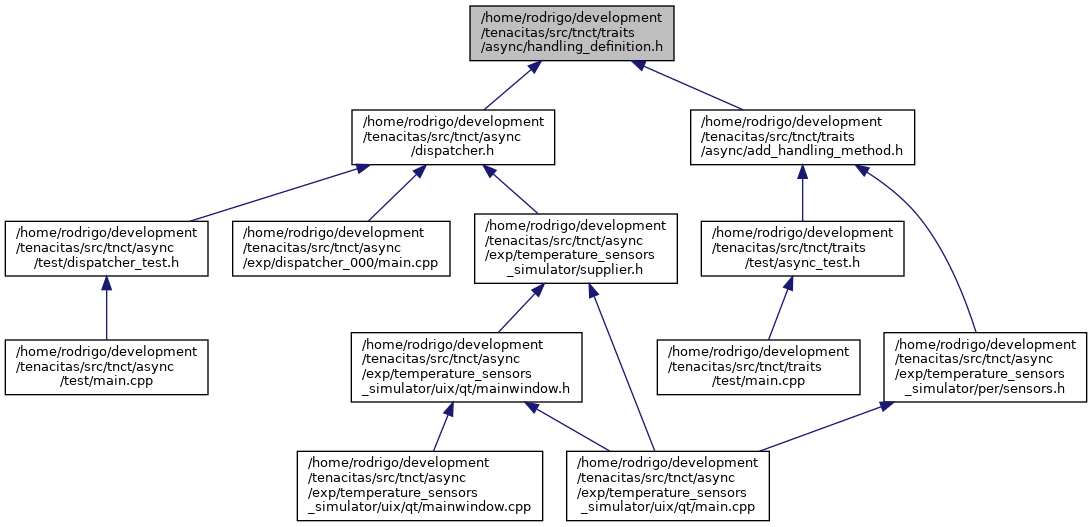 /home/rodrigo/development
/tenacitas/src/tnct/traits
/async/handling_definition.h
/home/rodrigo/development
/tenacitas/src/tnct/async
/dispatcher.h
/home/rodrigo/development
/tenacitas/src/tnct/traits
/async/add_handling_method.h
/home/rodrigo/development
/tenacitas/src/tnct/async
/test/dispatcher_test.h
/home/rodrigo/development
/tenacitas/src/tnct/async
/exp/dispatcher_000/main.cpp
/home/rodrigo/development
/tenacitas/src/tnct/async
/exp/temperature_sensors
_simulator/supplier.h
/home/rodrigo/development
/tenacitas/src/tnct/traits
/test/async_test.h
/home/rodrigo/development
/tenacitas/src/tnct/async
/test/main.cpp
/home/rodrigo/development
/tenacitas/src/tnct/async
/exp/temperature_sensors
_simulator/uix/qt/mainwindow.h
/home/rodrigo/development
/tenacitas/src/tnct/traits
/test/main.cpp
/home/rodrigo/development
/tenacitas/src/tnct/async
/exp/temperature_sensors
_simulator/per/sensors.h
/home/rodrigo/development
/tenacitas/src/tnct/async
/exp/temperature_sensors
_simulator/uix/qt/mainwindow.cpp
/home/rodrigo/development
/tenacitas/src/tnct/async
/exp/temperature_sensors
_simulator/uix/qt/main.cpp